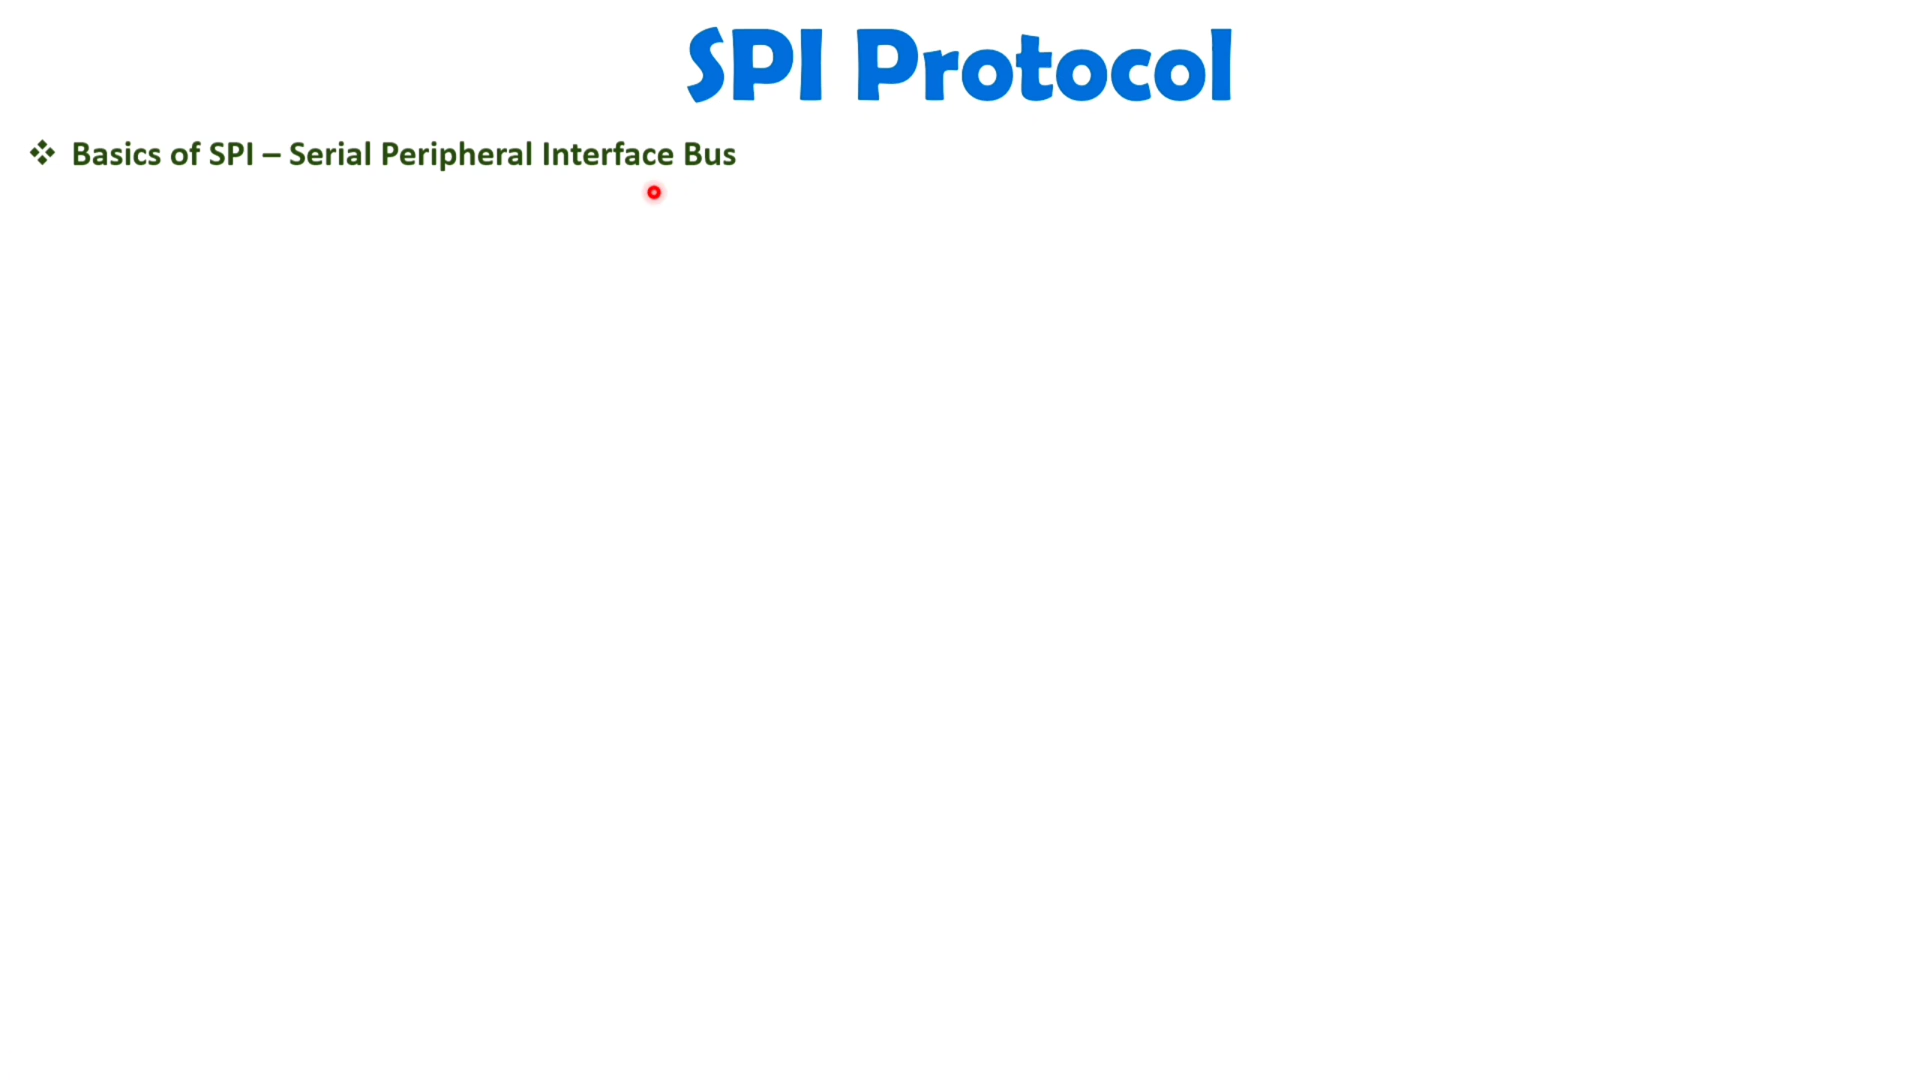 SPI Protocol
❖ Basics of SPI – Serial Peripheral Interface Bus